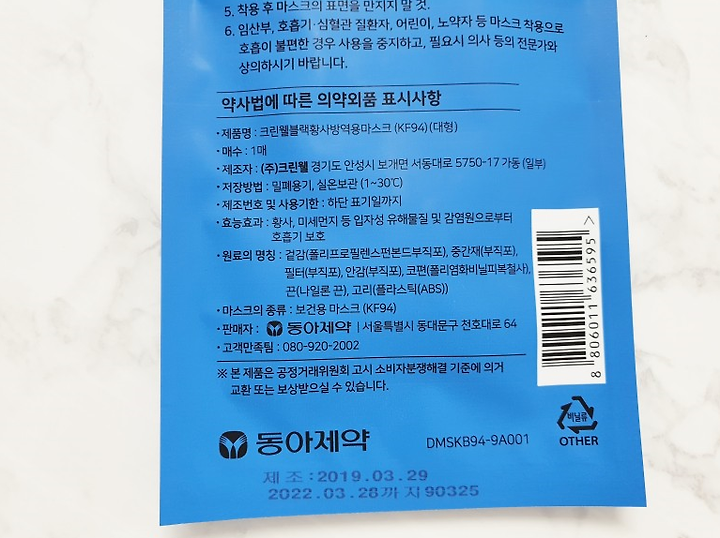 5. 착용 후 마스크의 표면을 만지지 말 것.
6. 임산부, 호흡기·심혈관 질환자, 어린이, 노약자 등 마스크 착용으로
호흡이 불편한 경우 사용을 중지하고, 필요시 의사 등의 전문가와
상의하시기 바랍니다.
약사법에 따른 의약외품 표시사항
• 제품명 : 크린웰블랙황사방역용마스크 (KF94) (대형)
• 매수 : 1매
• 제조자 : (주)크린웰 경기도 안성시 보개면 서동대로 5750-17 가동 (일부)
• 저장방법 : 밀폐용기, 실온보관 (1~30℃)
• 제조번호 및 사용기한 : 하단 표기일까지
• 효능효과 : 황사, 미세먼지 등 입자성 유해물질 및 감염원으로부터
호흡기 보호
• 원료의 명칭 : 겉감(폴리프로필렌스펀본드부직포), 중간재(부직포),
필터(부직포), 안감(부직포), 코편(폴리염화비닐피복철사),
끈(나일론 끈), 고리(플라스틱(ABS))
• 마스크의 종류 : 보건용 마스크 (KF94)
• 판매자 : 동아제약 | 서울특별시 동대문구 천호대로 64
• 고객만족팀 : 080-920-2002
※ 본 제품은 공정거래위원회 고시 소비자분쟁해결 기준에 의거
교환 또는 보상받으실 수 있습니다.
8 806011 636595 >
비닐류
OTHER
동아제약
DMSKB94-9A001
제조:2019.03.29
2022.03.28까지90325